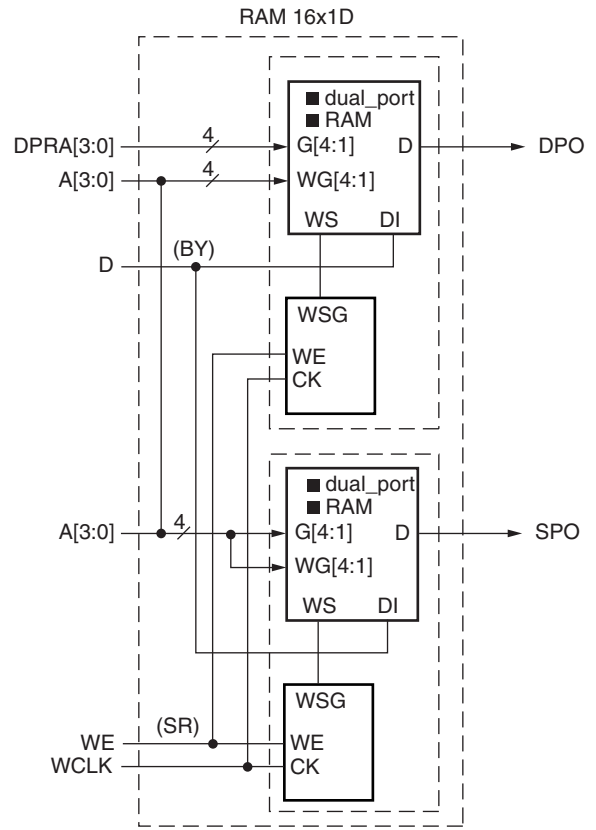 RAM 16x1D
dual_port
RAM
DPRA[3:0]
4
G[4:1]
D
DPO
A[3:0]
4
WG[4:1]
WS
DI
D
(BY)
WSG
WE
CK
dual_port
RAM
A[3:0]
4
G[4:1]
D
SPO
WG[4:1]
WS
DI
WSG
WE
(SR)
WE
WCLK
CK